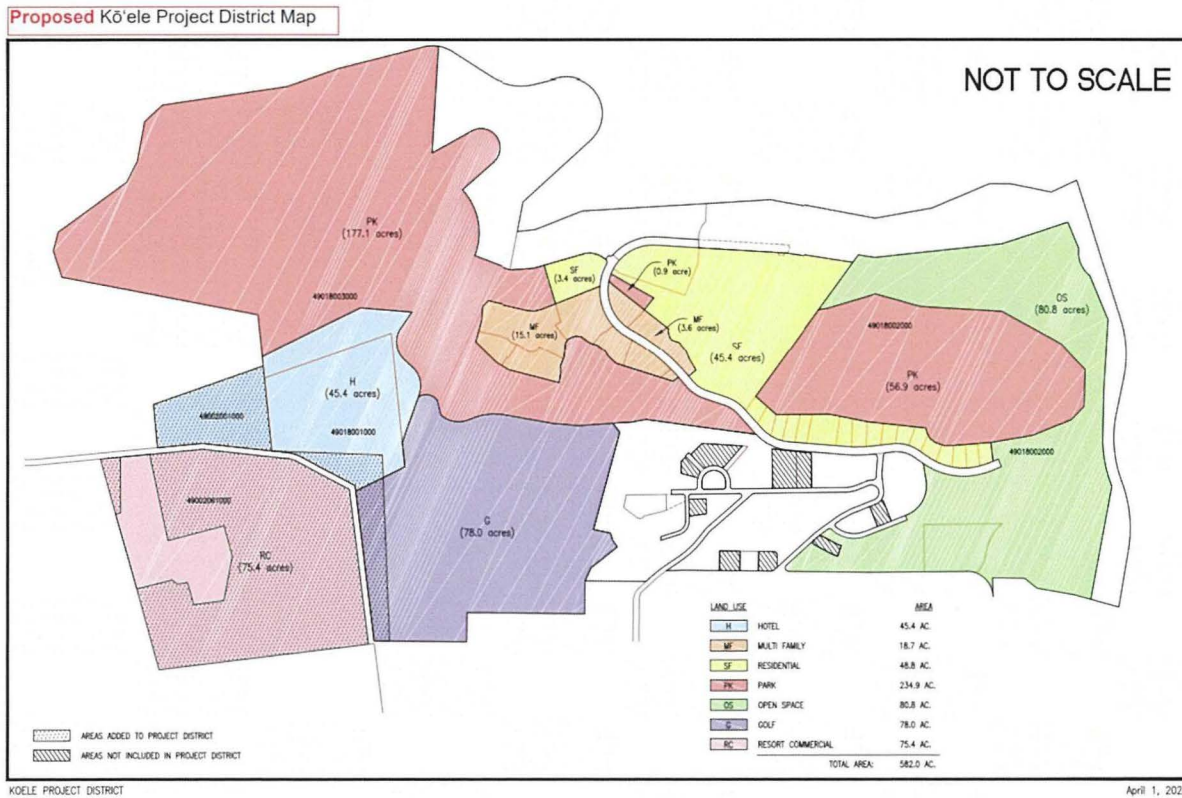 Proposed Kō‘ele Project District Map
NOT TO SCALE
PK
(177.1 acres)
49018003000
SF
(3.4 acres)
PK
(0.9 acre)
MF
(15.1 acres)
MF
(3.6 acres)
SF
(45.4 acres)
OS
(80.8 acres)
49018002000
PK
(56.9 acres)
H
(45.4 acres)
49002001000
49018001000
49018002000
49002061000
G
(78.0 acres)
RC
(75.4 acres)
LAND USE AREA
H HOTEL 45.4 AC.
MF MULTI FAMILY 18.7 AC.
SF RESIDENTIAL 48.8 AC.
PK PARK 234.9 AC.
OS OPEN SPACE 80.8 AC.
G GOLF 78.0 AC.
RC RESORT COMMERCIAL 75.4 AC.
TOTAL AREA: 582.0 AC.
AREAS ADDED TO PROJECT DISTRICT
AREAS NOT INCLUDED IN PROJECT DISTRICT
KOELE PROJECT DISTRICT
April 1, 202